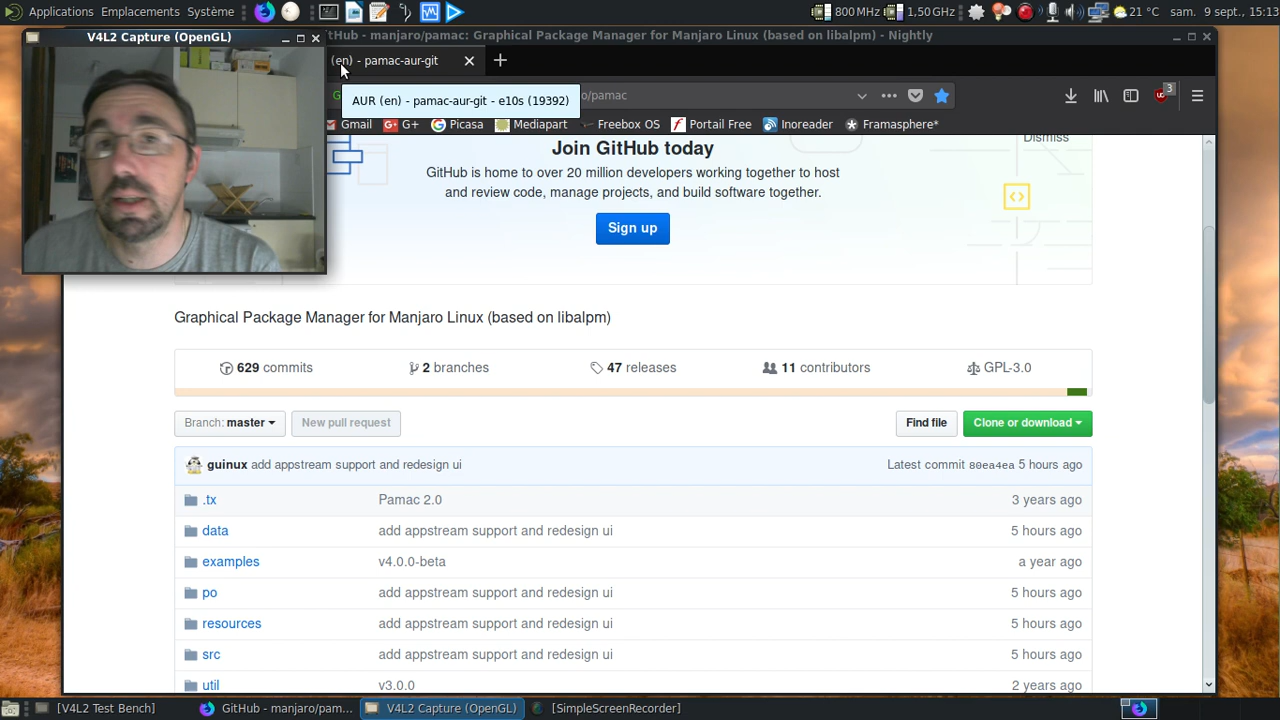 Applications Emplacements Système
800 MHz 1,50 GHz 21 °C sam. 9 sept., 15:13
V4L2 Capture (OpenGL)
tHub - manjaro/pamac: Graphical Package Manager for Manjaro Linux (based on libalpm) - Nightly
(en) - pamac-aur-git
AUR (en) - pamac-aur-git - e10s (19392)
G o/pamac
3
Gmail G+ Picasa Mediapart Freebox OS Portail Free Inoreader Framasphere*
Dismiss
Join GitHub today
GitHub is home to over 20 million developers working together to host
and review code, manage projects, and build software together.
Sign up
Graphical Package Manager for Manjaro Linux (based on libalpm)
629 commits 2 branches 47 releases 11 contributors GPL-3.0
Branch: master New pull request Find file Clone or download
guinux add appstream support and redesign ui Latest commit 80ea4ea 5 hours ago
.tx Pamac 2.0 3 years ago
data add appstream support and redesign ui 5 hours ago
examples v4.0.0-beta a year ago
po add appstream support and redesign ui 5 hours ago
resources add appstream support and redesign ui 5 hours ago
src add appstream support and redesign ui 5 hours ago
util v3.0.0 2 years ago
[V4L2 Test Bench] GitHub - manjaro/pam... V4L2 Capture (OpenGL) [SimpleScreenRecorder]